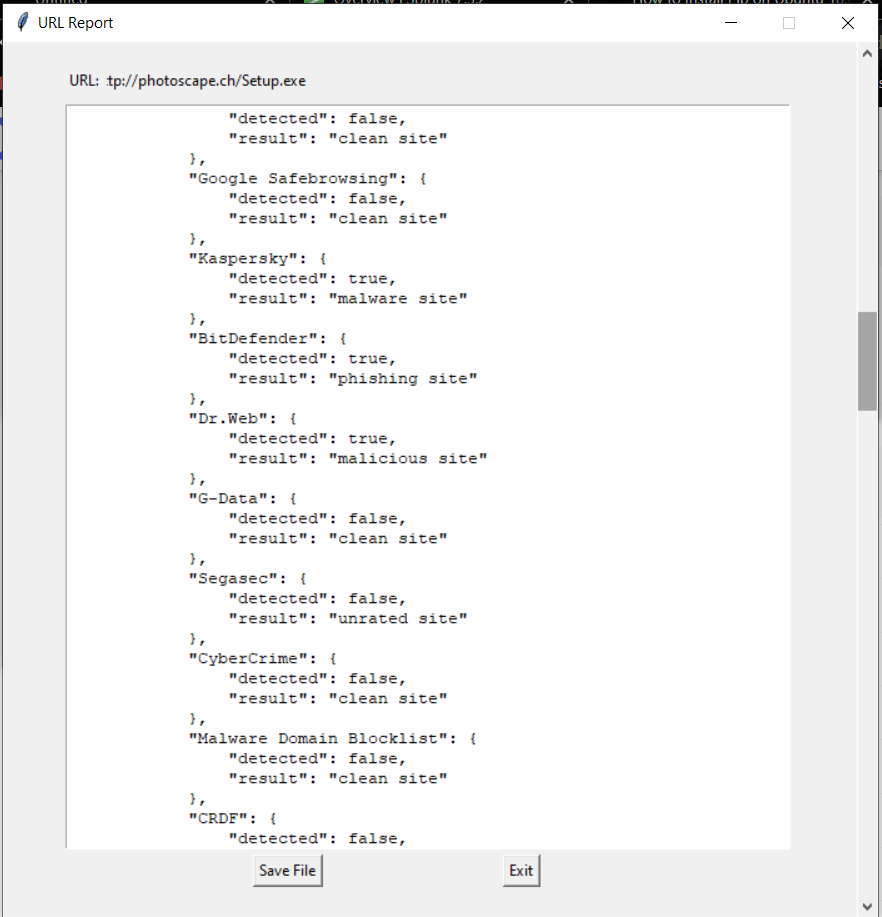 URL Report
URL: tp://photoscape.ch/Setup.exe
"detected": false,
"result": "clean site"
},
"Google Safebrowsing": {
"detected": false,
"result": "clean site"
},
"Kaspersky": {
"detected": true,
"result": "malware site"
},
"BitDefender": {
"detected": true,
"result": "phishing site"
},
"Dr.Web": {
"detected": true,
"result": "malicious site"
},
"G-Data": {
"detected": false,
"result": "clean site"
},
"Segasec": {
"detected": false,
"result": "unrated site"
},
"CyberCrime": {
"detected": false,
"result": "clean site"
},
"Malware Domain Blocklist": {
"detected": false,
"result": "clean site"
},
"CRDF": {
"detected": false,
Save File
Exit